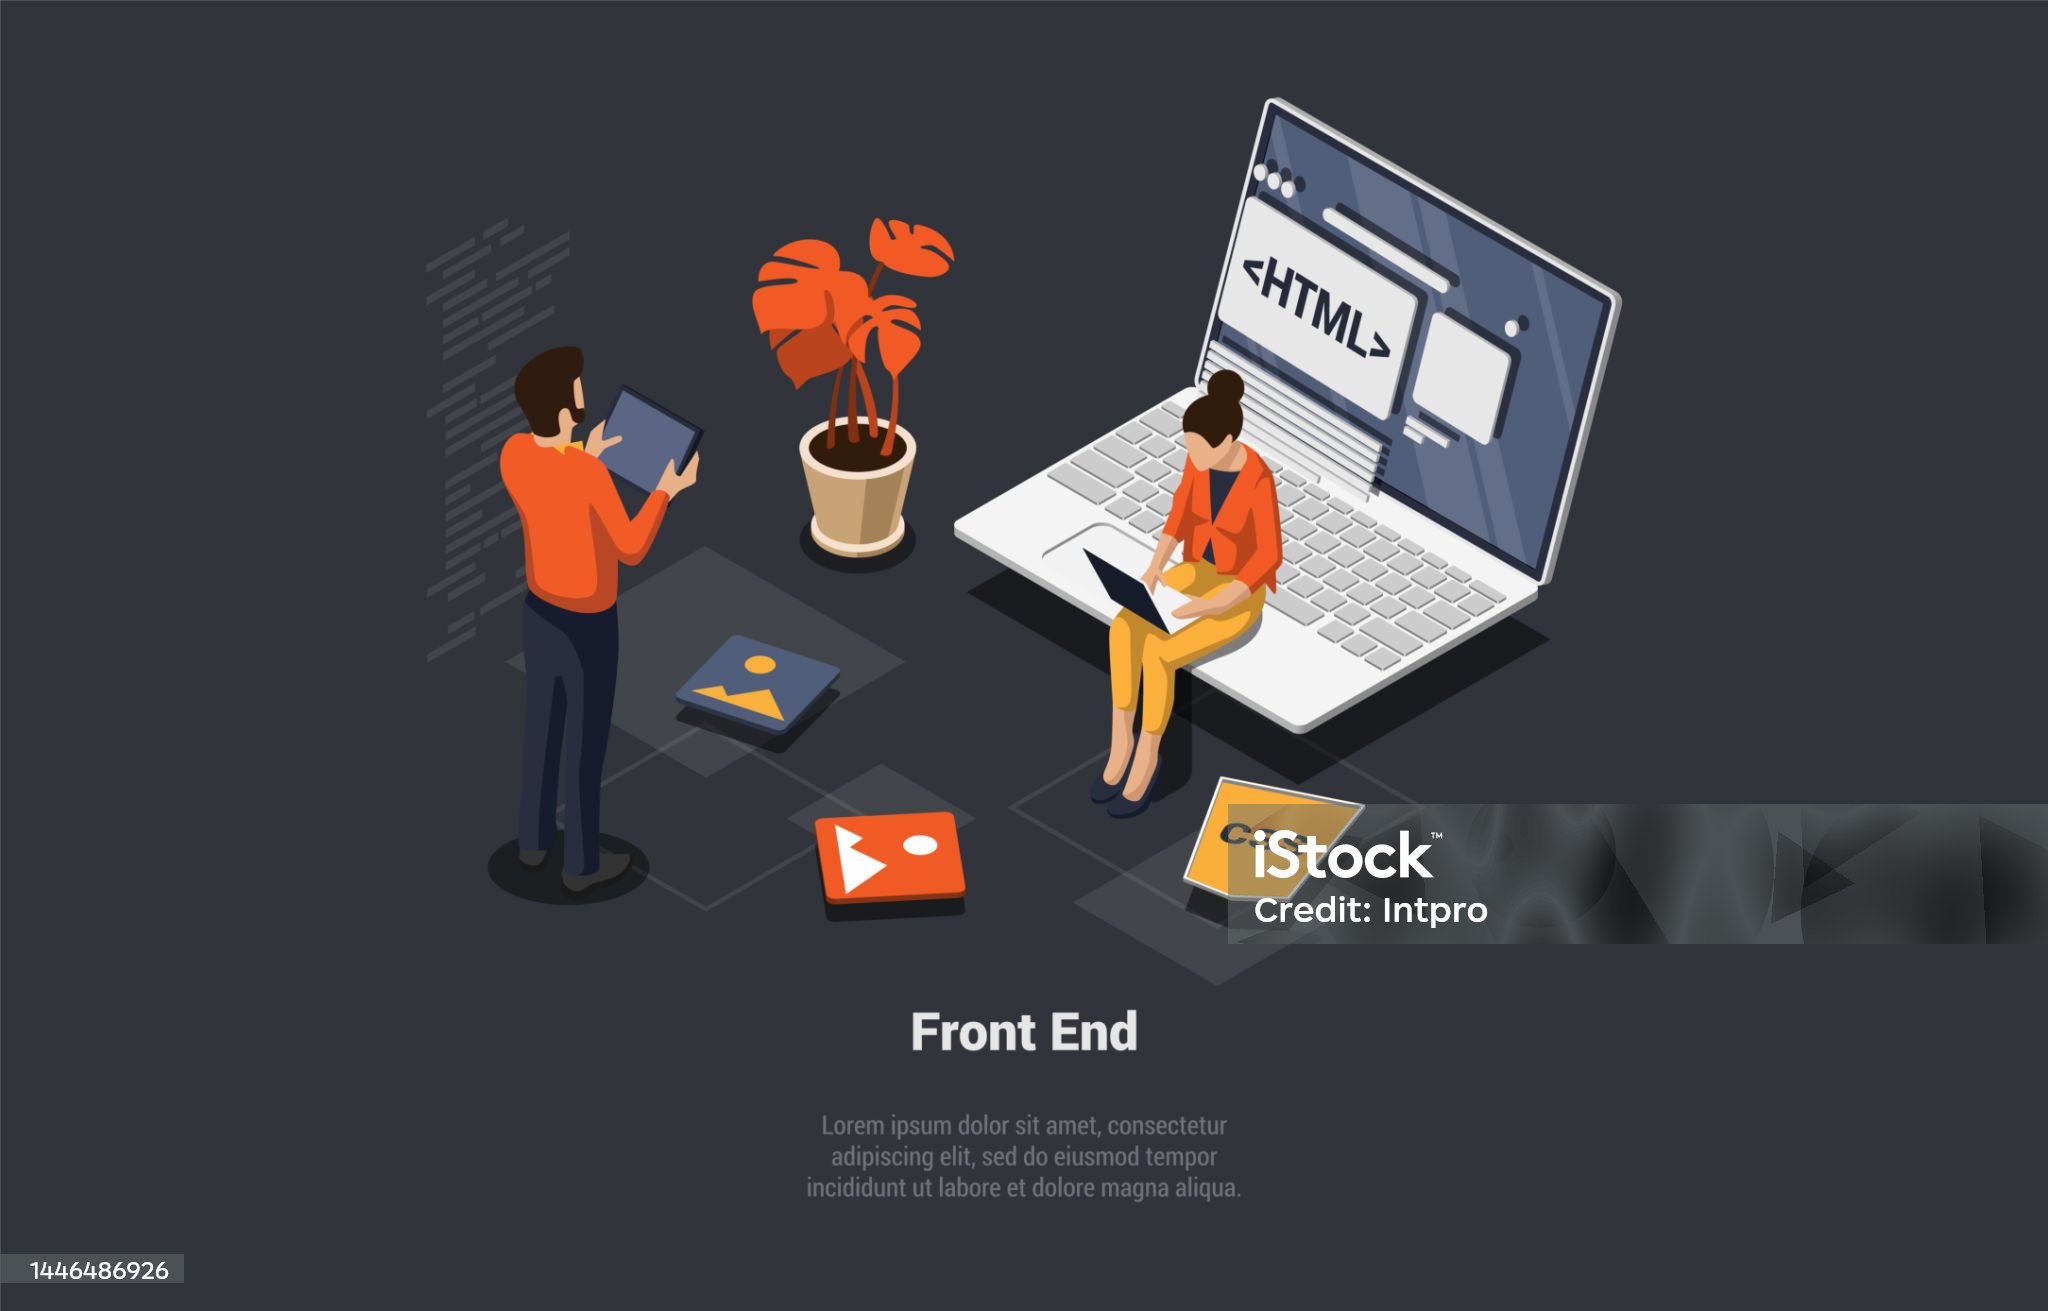 <HTML>
CSS
iStock™
Credit: Intpro
Front End
Lorem ipsum dolor sit amet, consectetur
adipiscing elit, sed do eiusmod tempor
incididunt ut labore et dolore magna aliqua.
1446486926